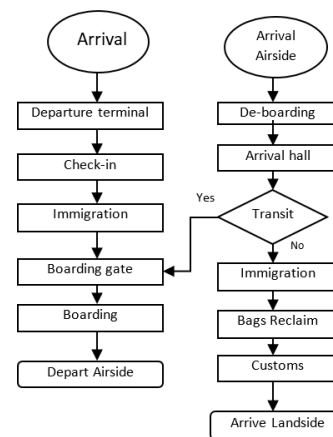 Arrival
Departure terminal
Check-in
Immigration
Boarding gate
Boarding
Depart Airside
Arrival
Airside
De-boarding
Arrival hall
Yes
Transit
No
Immigration
Bags Reclaim
Customs
Arrive Landside